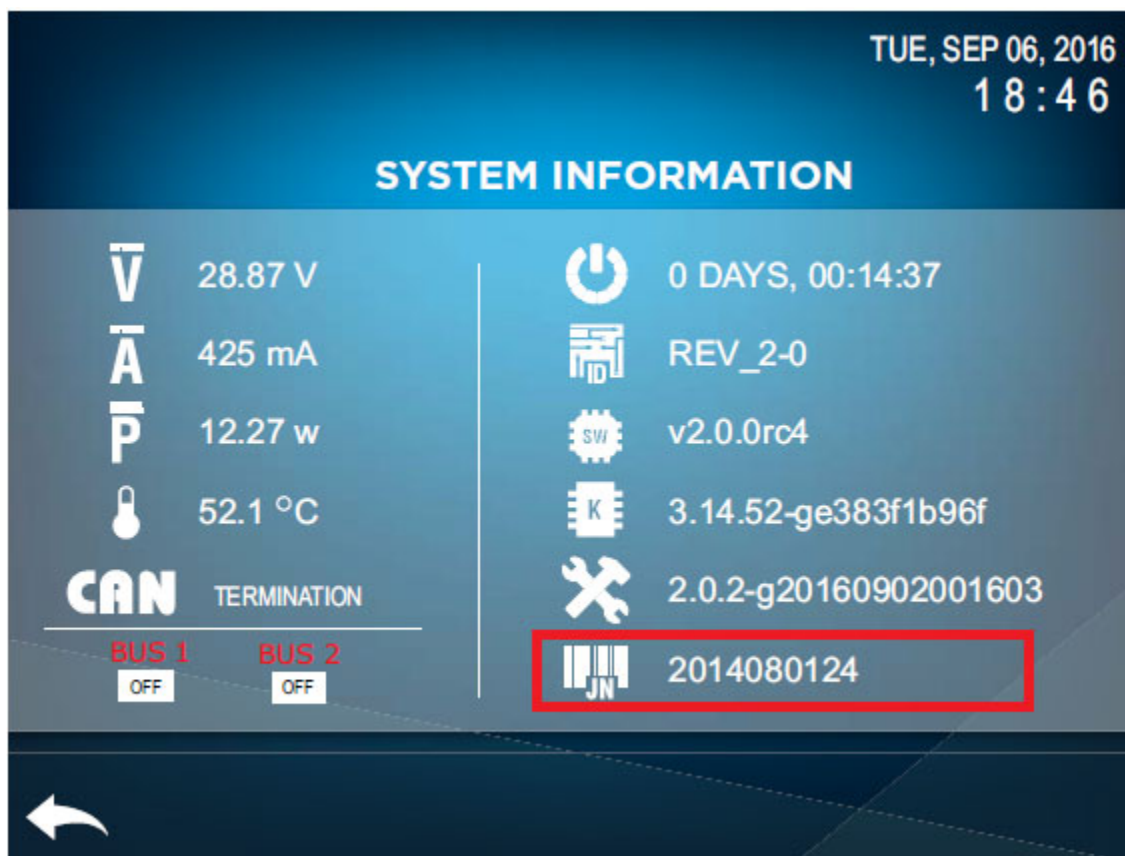 TUE, SEP 06, 2016
18:46
SYSTEM INFORMATION
V 28.87 V
A 425 mA
P 12.27 w
52.1 °C
CAN TERMINATION
BUS 1 BUS 2
OFF OFF
0 DAYS, 00:14:37
ID REV_2-0
SW v2.0.0rc4
K 3.14.52-ge383f1b96f
2.0.2-g20160902001603
JN 2014080124